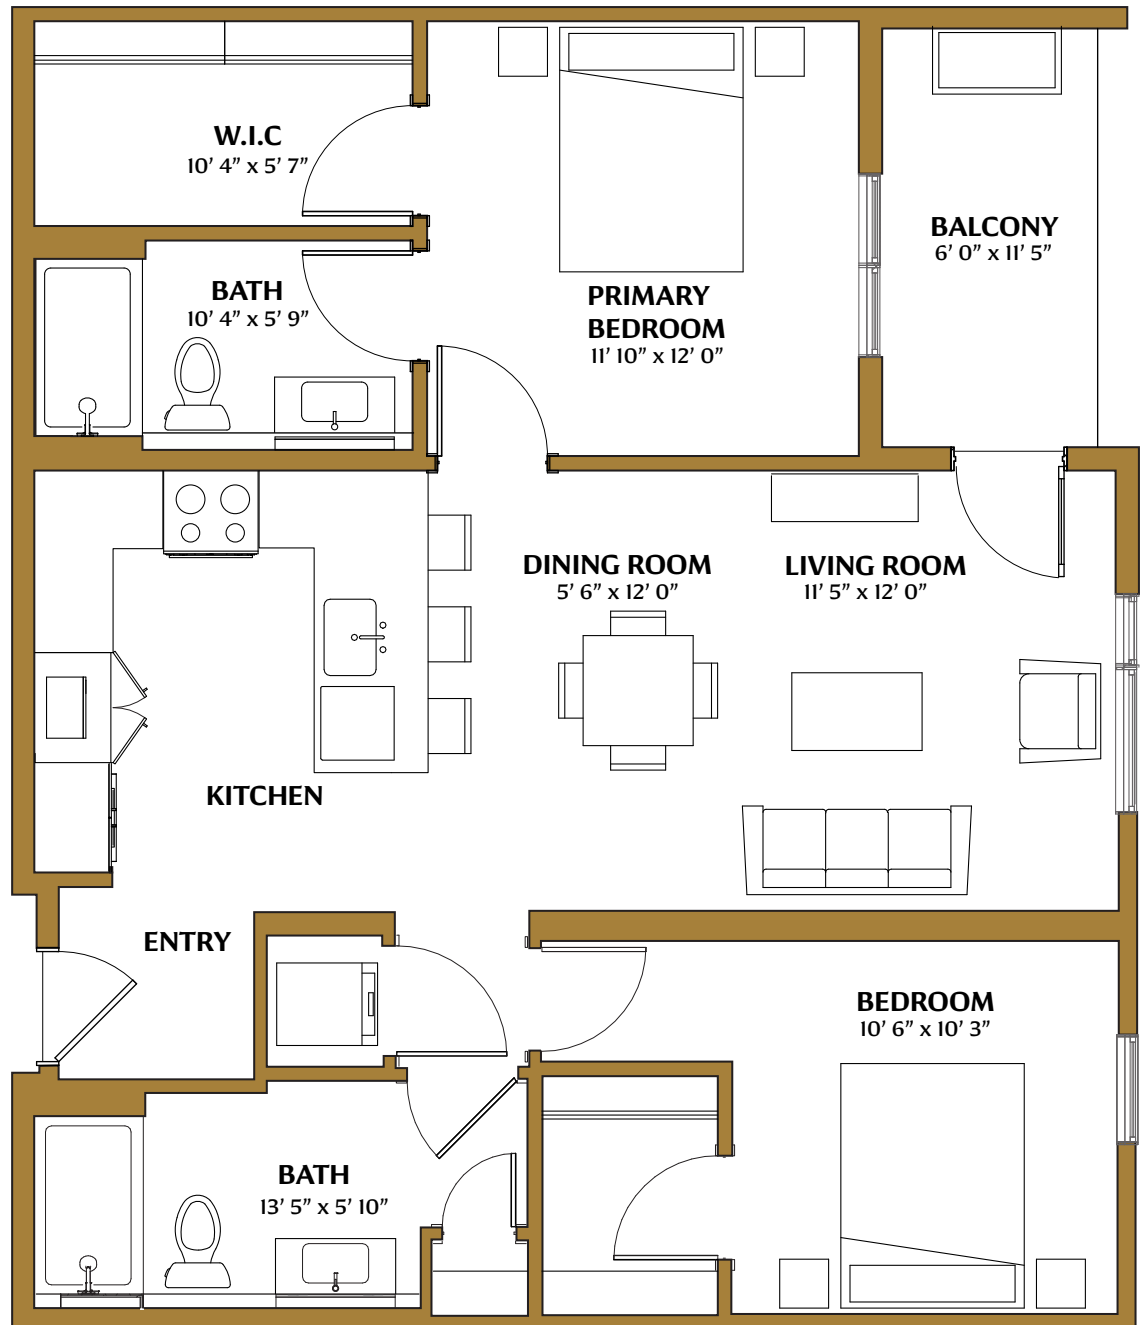 W.I.C
10’ 4” x 5’ 7”
BATH
10’ 4” x 5’ 9”
PRIMARY
BEDROOM
11’ 10” x 12’ 0”
BALCONY
6’ 0” x 11’ 5”
DINING ROOM
5’ 6” x 12’ 0”
LIVING ROOM
11’ 5” x 12’ 0”
KITCHEN
ENTRY
BEDROOM
10’ 6” x 10’ 3”
BATH
13’ 5” x 5’ 10”